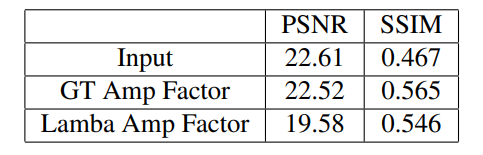 PSNR SSIM
Input 22.61 0.467
GT Amp Factor 22.52 0.565
Lamba Amp Factor 19.58 0.546